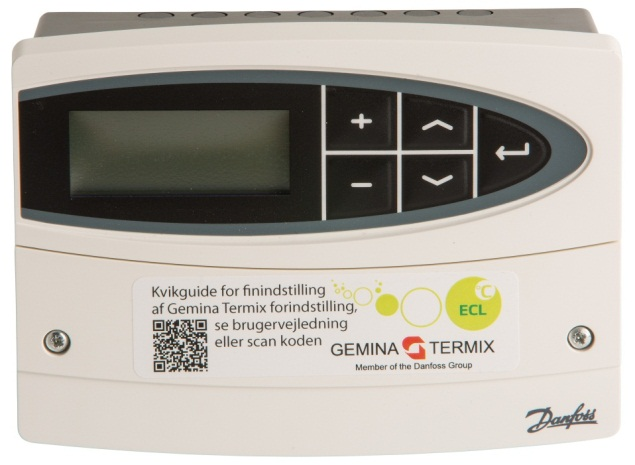 Kvikguide for finindstilling
af Gemina Termix forindstilling,
se brugervejledning
eller scan koden
°C
ECL
GEMINA TERMIX
Member of the Danfoss Group
Danfoss